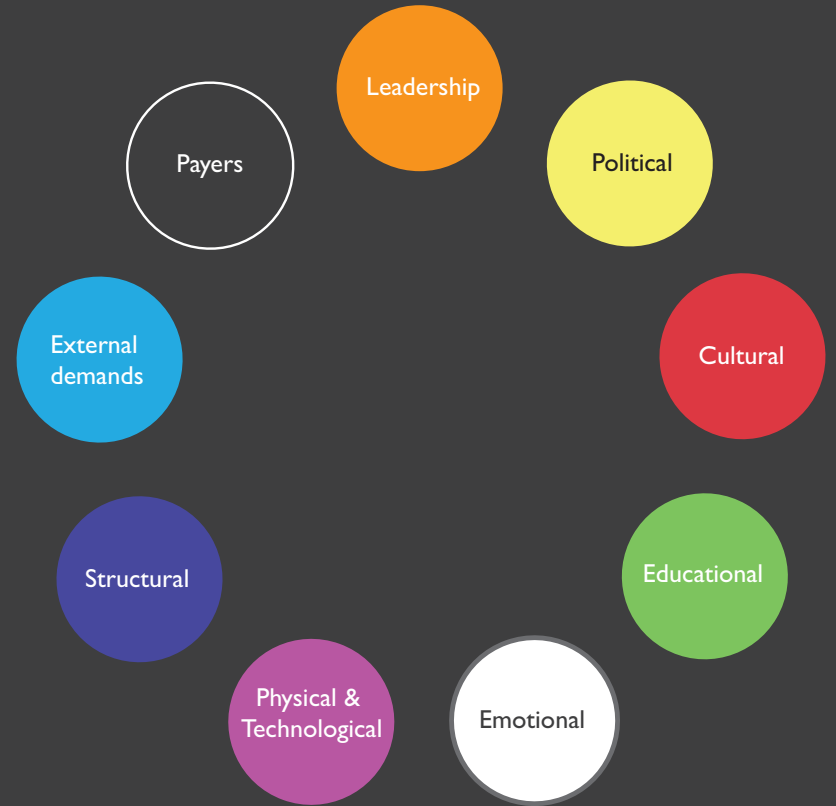 Leadership
Political
Cultural
Educational
Emotional
Physical &
Technological
Structural
External
demands
Payers